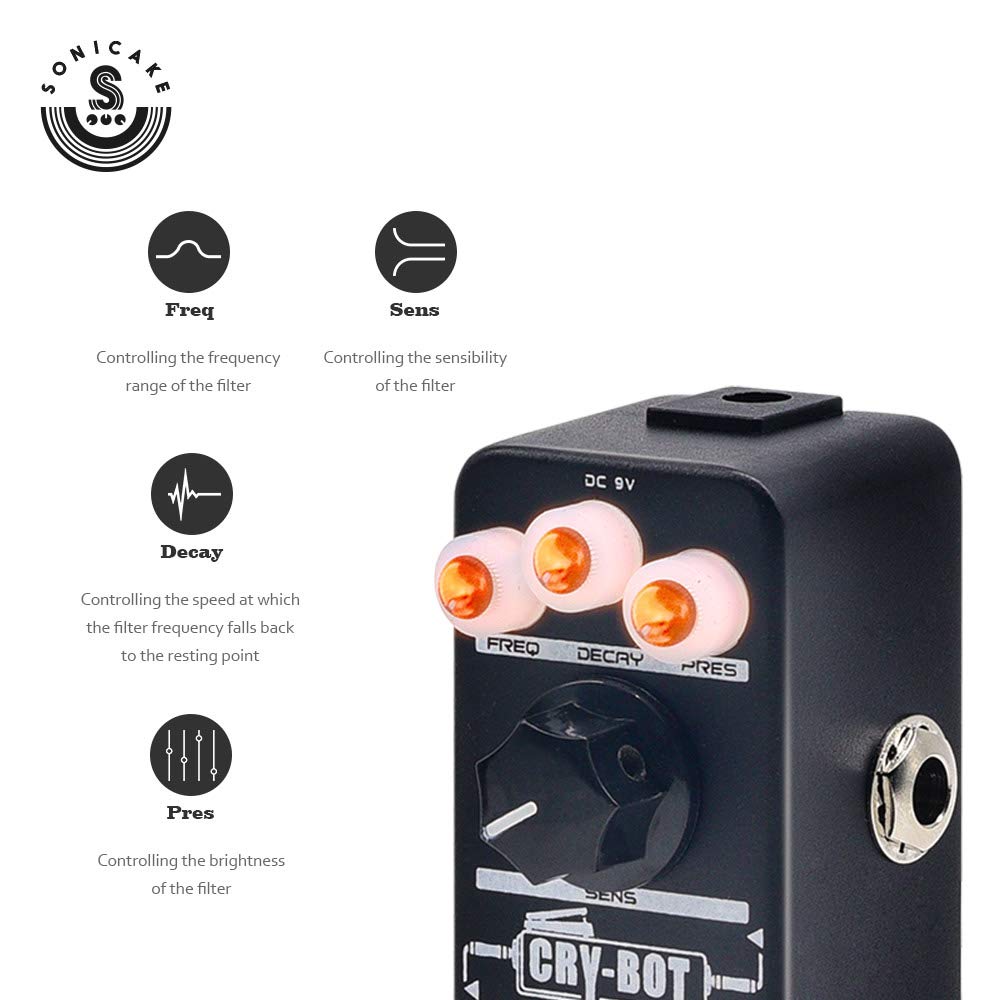 SONICAKE
S
Freq
Controlling the frequency
range of the filter
Sens
Controlling the sensibility
of the filter
Decay
Controlling the speed at which
the filter frequency falls back
to the resting point
Pres
Controlling the brightness
of the filter
DC 9V
FREQ DECAY PRES
SENS
CRY-BOT